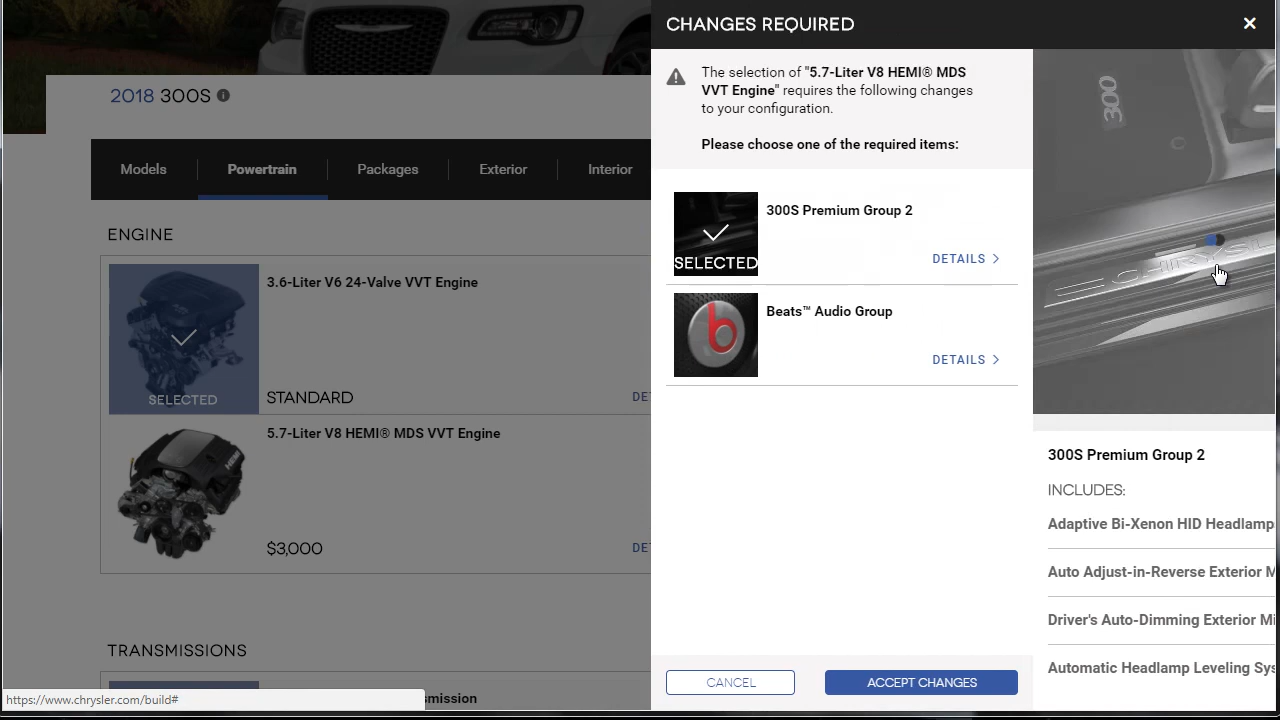 CHANGES REQUIRED
The selection of "5.7-Liter V8 HEMI® MDS
VVT Engine" requires the following changes
to your configuration.
Please choose one of the required items:
2018 300S
Models
Powertrain
Packages
Exterior
Interior
ENGINE
3.6-Liter V6 24-Valve VVT Engine
SELECTED
STANDARD
DE
5.7-Liter V8 HEMI® MDS VVT Engine
$3,000
DE
TRANSMISSIONS
smission
https://www.chrysler.com/build#
300S Premium Group 2
SELECTED
DETAILS
Beats™ Audio Group
DETAILS
CANCEL
ACCEPT CHANGES
300
300S Premium Group 2
INCLUDES:
Adaptive Bi-Xenon HID Headlamp
Auto Adjust-in-Reverse Exterior M
Driver's Auto-Dimming Exterior Mi
Automatic Headlamp Leveling Sys